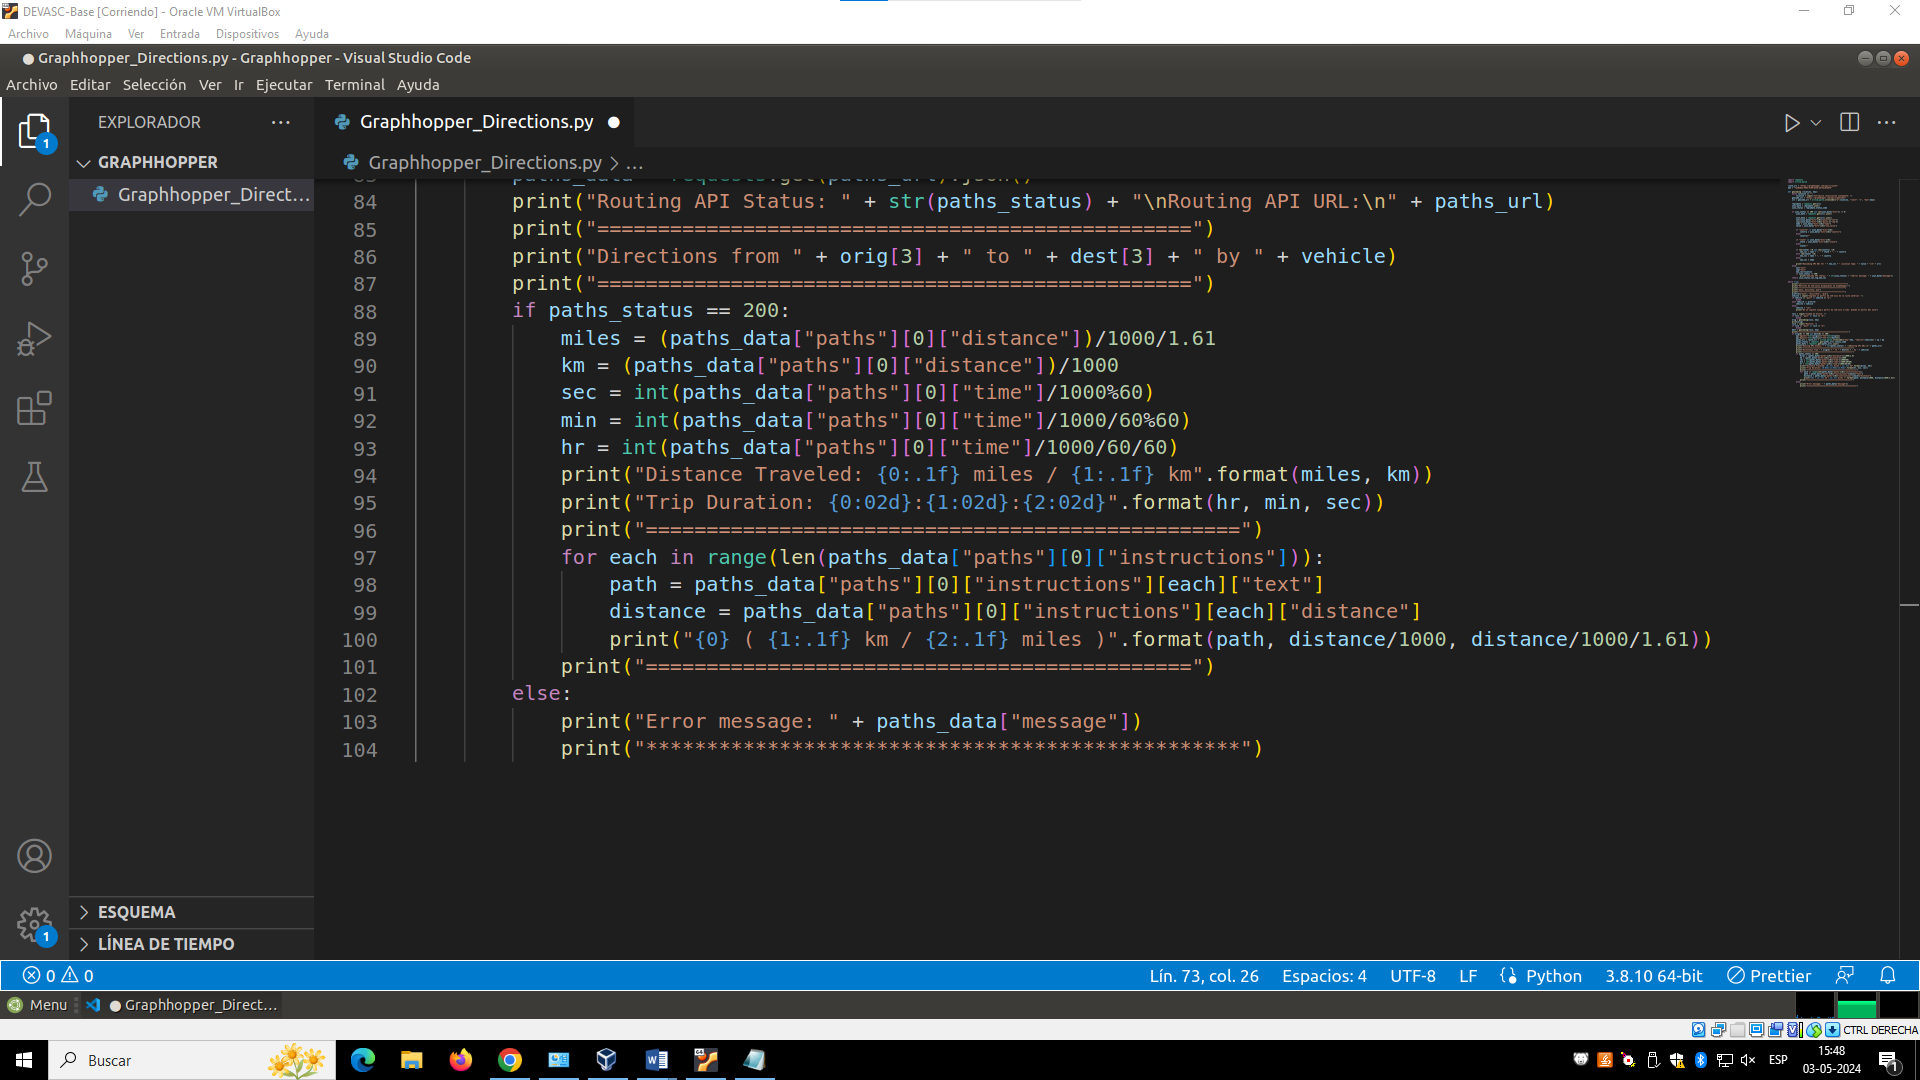 DEVASC-Base [Corriendo] - Oracle VM VirtualBox
Archivo Máquina Ver Entrada Dispositivos Ayuda
● Graphhopper_Directions.py - Graphhopper - Visual Studio Code
Archivo Editar Selección Ver Ir Ejecutar Terminal Ayuda
EXPLORADOR ···
GRAPHHOPPER
Graphhopper_Direct...
Graphhopper_Directions.py ●
Graphhopper_Directions.py > ...
84 print("Routing API Status: " + str(paths_status) + "\nRouting API URL:\n" + paths_url)
85 print("=================================================")
86 print("Directions from " + orig[3] + " to " + dest[3] + " by " + vehicle)
87 print("=================================================")
88 if paths_status == 200:
89 miles = (paths_data["paths"][0]["distance"])/1000/1.61
90 km = (paths_data["paths"][0]["distance"])/1000
91 sec = int(paths_data["paths"][0]["time"]/1000%60)
92 min = int(paths_data["paths"][0]["time"]/1000/60%60)
93 hr = int(paths_data["paths"][0]["time"]/1000/60/60)
94 print("Distance Traveled: {0:.1f} miles / {1:.1f} km".format(miles, km))
95 print("Trip Duration: {0:02d}:{1:02d}:{2:02d}".format(hr, min, sec))
96 print("=================================================")
97 for each in range(len(paths_data["paths"][0]["instructions"])):
98 path = paths_data["paths"][0]["instructions"][each]["text"]
99 distance = paths_data["paths"][0]["instructions"][each]["distance"]
100 print("{0} ( {1:.1f} km / {2:.1f} miles )".format(path, distance/1000, distance/1000/1.61))
101 print("=============================================")
102 else:
103 print("Error message: " + paths_data["message"])
104 print("*************************************************")
1
1
ESQUEMA
LÍNEA DE TIEMPO
0 0
Lín. 73, col. 26 Espacios: 4 UTF-8 LF Python 3.8.10 64-bit Prettier
Menu ● Graphhopper_Direct...
CTRL DERECHA
Buscar
ESP
15:48
03-05-2024
1